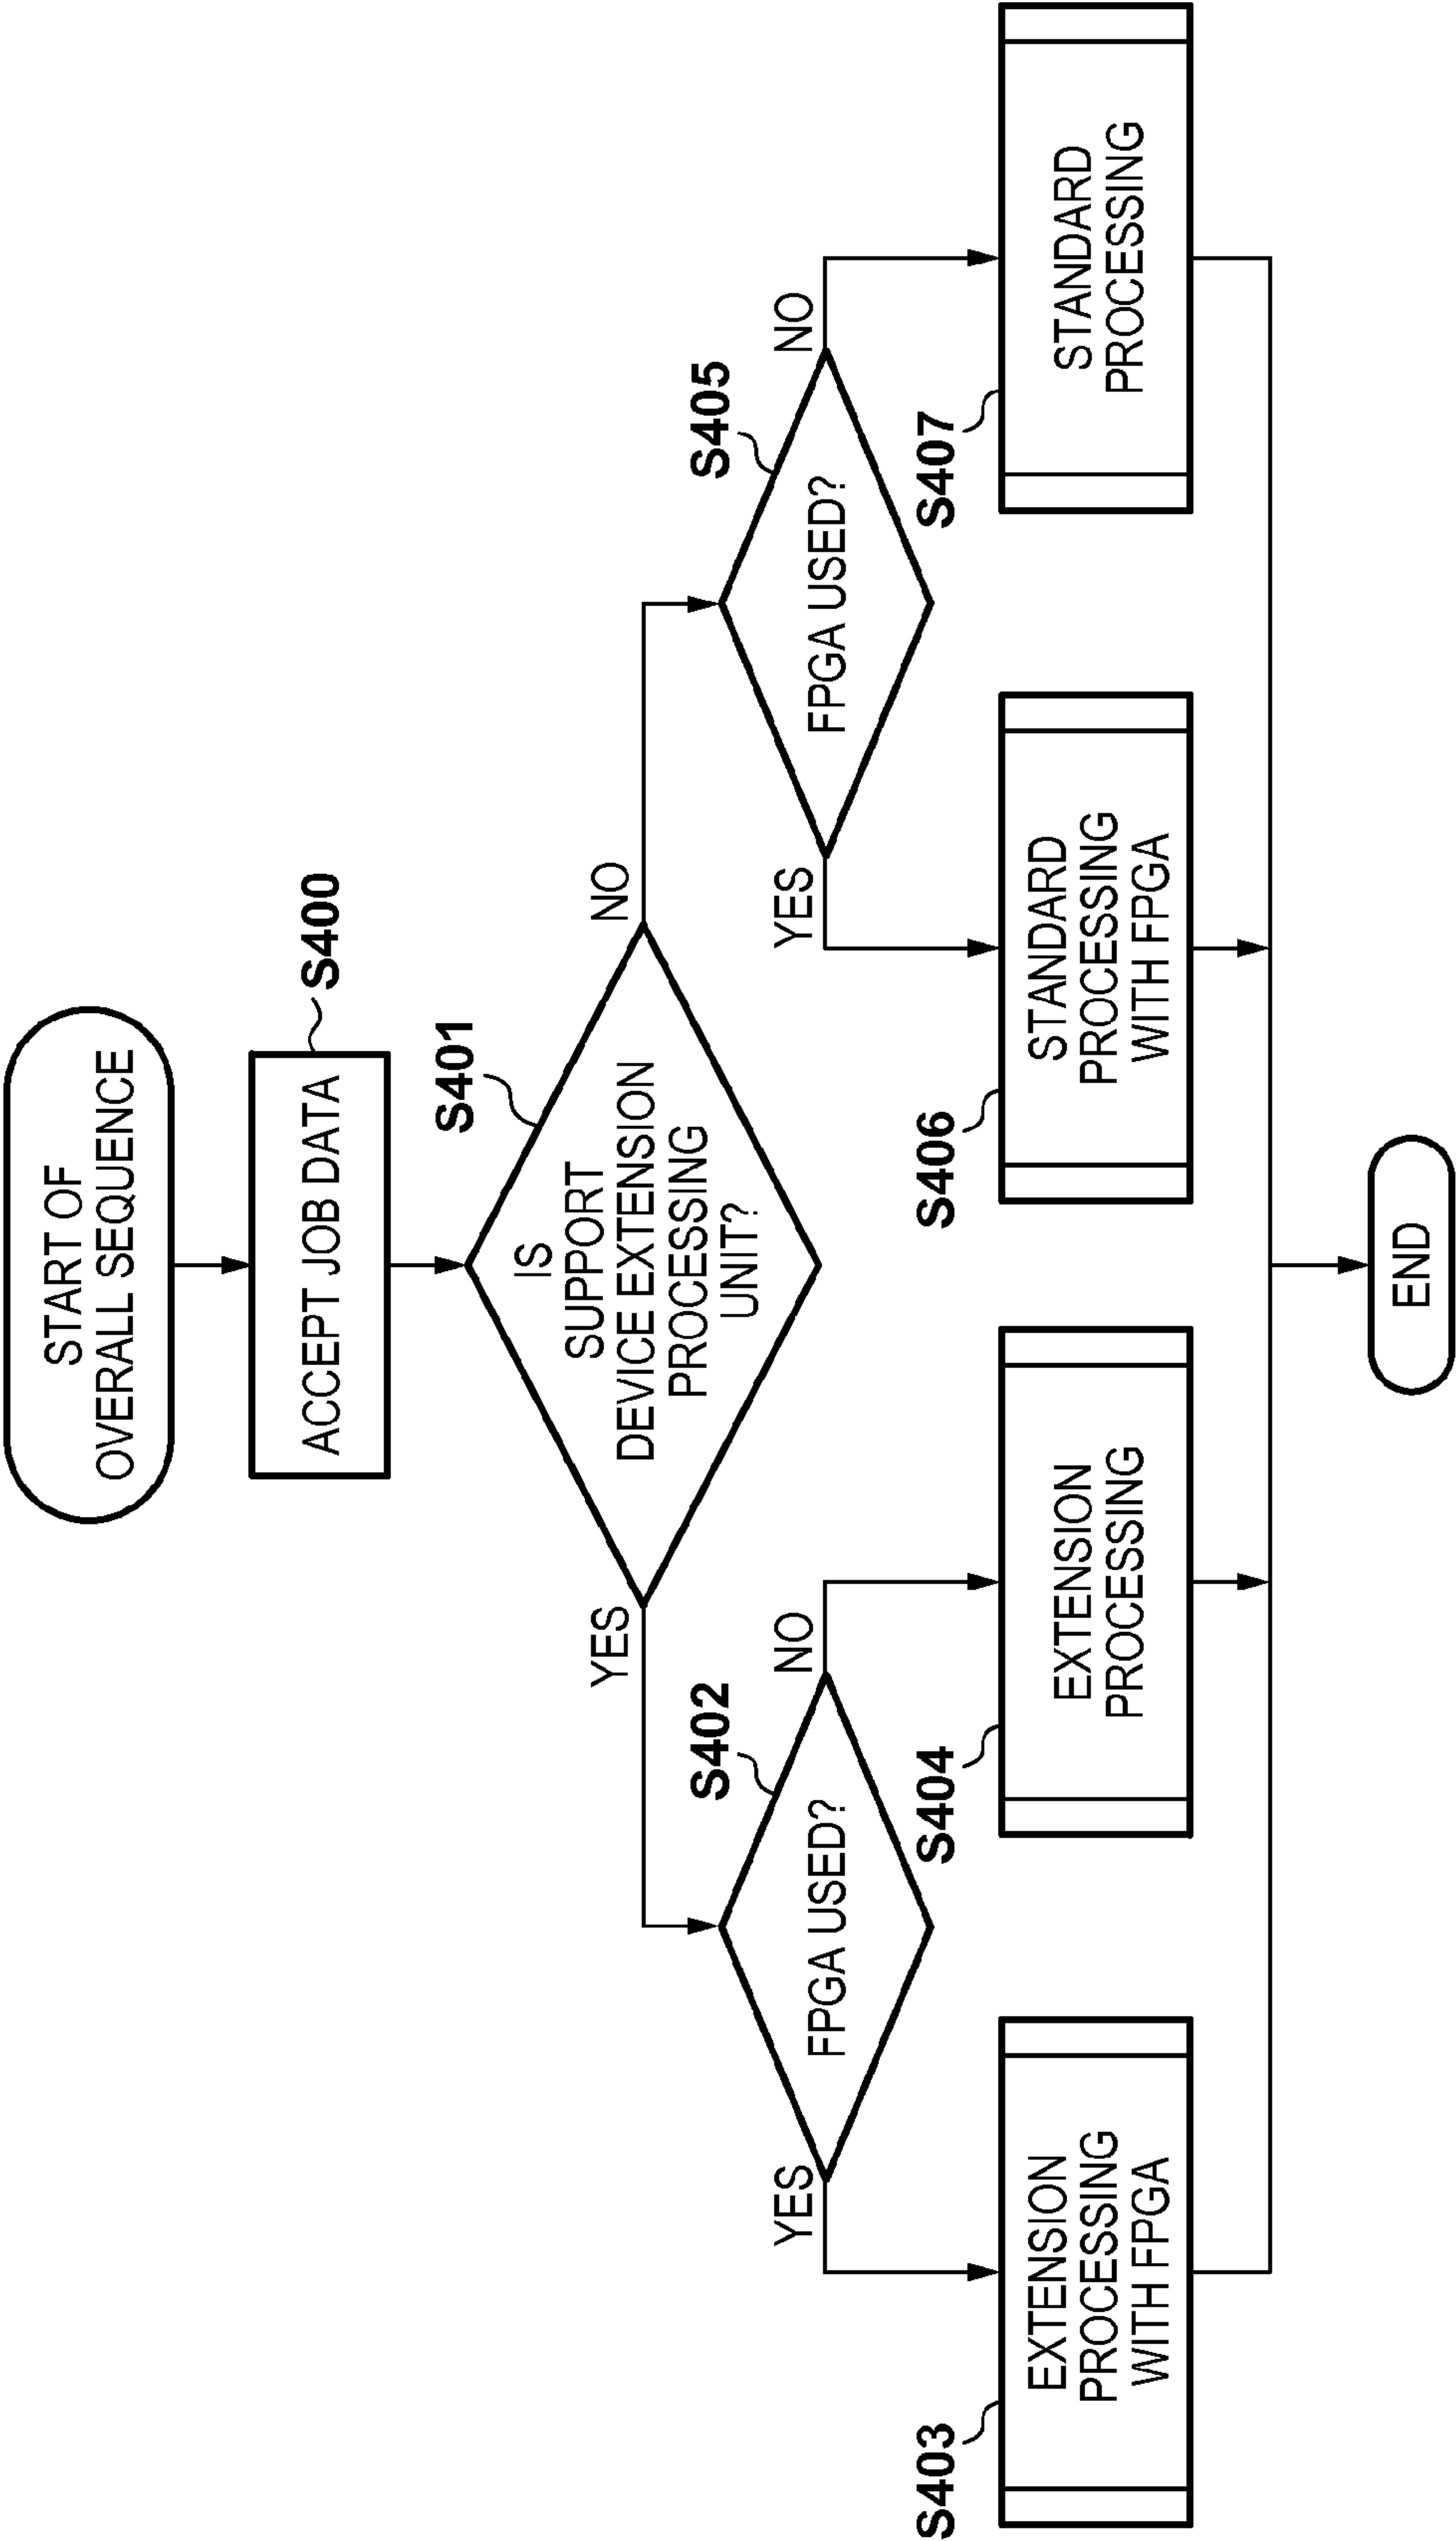 START OF
OVERALL SEQUENCE
S400
ACCEPT JOB DATA
S401
IS
SUPPORT
DEVICE EXTENSION
PROCESSING
UNIT?
YES
NO
S402
FPGA USED?
YES
NO
S405
FPGA USED?
YES
NO
S403
EXTENSION
PROCESSING
WITH FPGA
S404
EXTENSION
PROCESSING
S406
STANDARD
PROCESSING
WITH FPGA
S407
STANDARD
PROCESSING
END